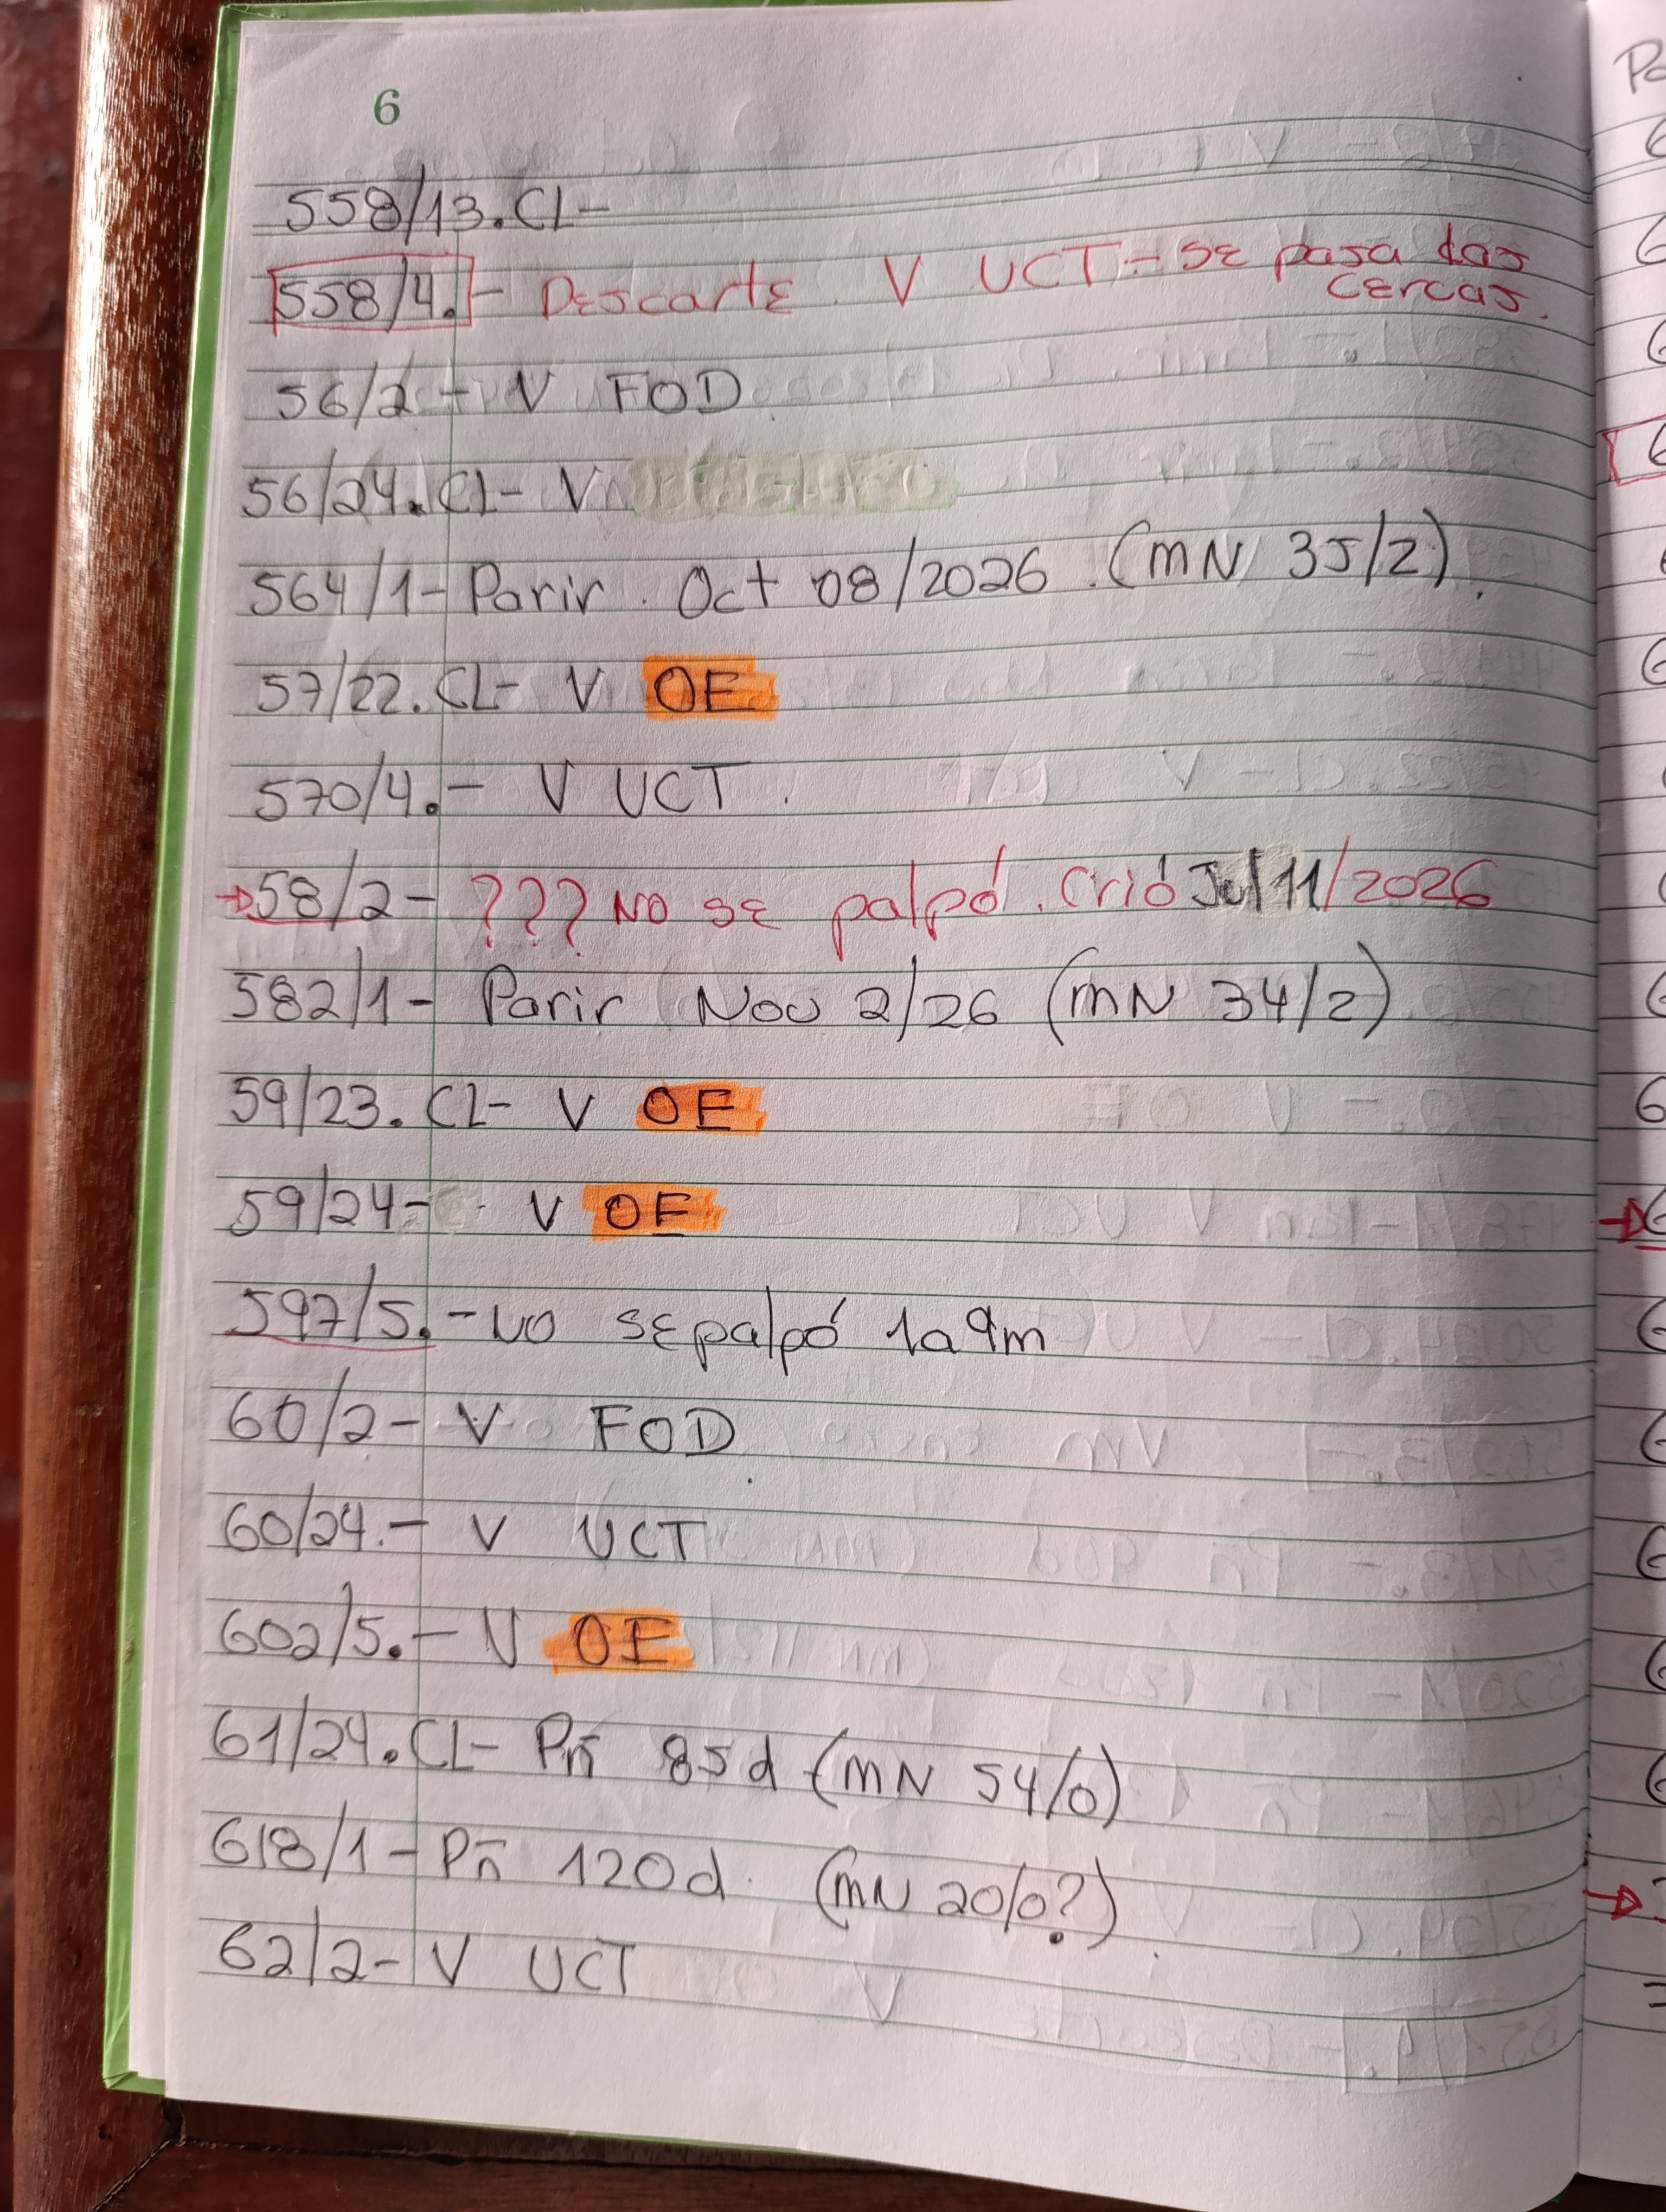 6
558/13.CL-
558/4.- Descarte V UCT - se pasa las
cercas.
56/2 - V FOD
56/24.CL- V
564/1- Parir. Oct 08/2026. (mN 35/2).
57/22.CL- V OE
570/4.- V UCT.
→58/2- ??? No se palpó. Crió Jul 11/2026
582/1- Parir Nov 2/26 (mN 34/2)
59/23. CL- V OE
59/24- V OE
597/5.- No se palpó 1a9m
60/2- V FOD
60/24.- V UCT
602/5.- V OE
61/24.CL- Pñ 85d (mN 54/0)
618/1- Pñ 120d. (mN 20/0?)
62/2- V UCT